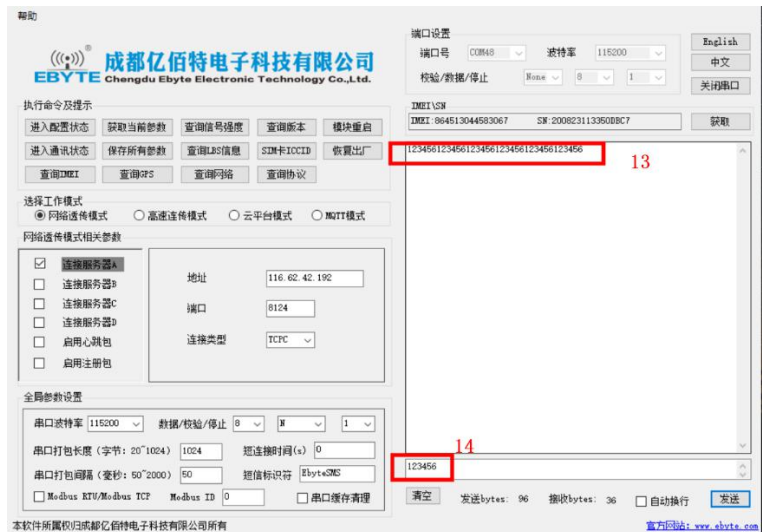 帮助
EBYTE®
成都亿佰特电子科技有限公司
Chengdu Ebyte Electronic Technology Co.,Ltd.
端口设置
端口号 COM48 波特率 115200
校验/数据/停止 None 8 1
English
中文
关闭串口
执行命令及提示
进入配置状态 获取当前参数 查询信号强度 查询版本 模块重启
进入通讯状态 保存所有参数 查询LBS信息 SIM卡ICCID 恢复出厂
查询IMEI 查询GPS 查询网络 查询协议
IMEI\SN
IMEI:864513044583067 SN:200823113350DBC7 获取
123456123456123456123456123456123456
13
选择工作模式
网络透传模式 高速连传模式 云平台模式 MQTT模式
网络透传模式相关参数
连接服务器A
连接服务器B
连接服务器C
连接服务器D
启用心跳包
启用注册包
地址 116.62.42.192
端口 8124
连接类型 TCPC
全局参数设置
串口波特率 115200 数据/校验/停止 8 N 1
串口打包长度（字节：20~1024） 1024 短连接时间(s) 0
串口打包间隔（毫秒：50~2000） 50 短信标识符 EbyteSMS
Modbus RTU/Modbus TCP Modbus ID 0 串口缓存清理
14
123456
清空 发送bytes: 96 接收bytes: 36 自动换行 发送
本软件所属权归成都亿佰特电子科技有限公司所有
官方网站：www.ebyte.com